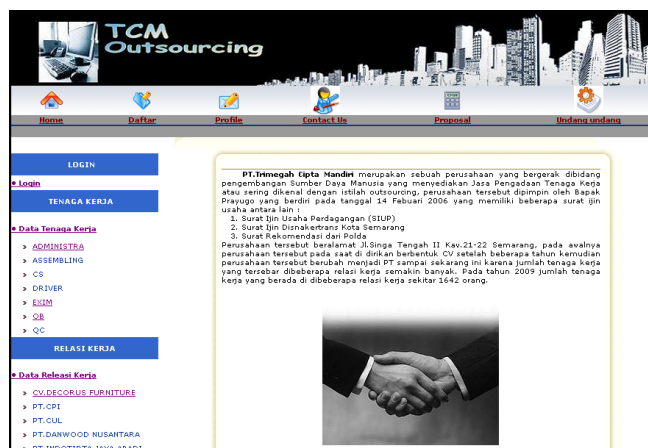 TCM
Outsourcing
Home
Daftar
Profile
Contact Us
Proposal
Undang undang
LOGIN
• Login
TENAGA KERJA
• Data Tenaga Kerja
ADMINISTRA
ASSEMBLING
CS
DRIVER
EXIM
OB
QC
RELASI KERJA
• Data Releasi Kerja
CV.DECORUS FURNITURE
PT.CPI
PT.CUL
PT.DANWOOD NUSANTARA
PT.Trimegah Cipta Mandiri merupakan sebuah perusahaan yang bergerak dibidang
pengembangan Sumber Daya Manusia yang menyediakan Jasa Pengadaan Tenaga Kerja
atau sering dikenal dengan istilah outsourcing, perusahaan tersebut dipimpin oleh Bapak
Prayugo yang berdiri pada tanggal 14 Febuari 2006 yang memiliki beberapa surat ijin
usaha antara lain :
1. Surat Ijin Usaha Perdagangan (SIUP)
2. Surat Ijin Disnakertrans Kota Semarang
3. Surat Rekomendasi dari Polda
Perusahaan tersebut beralamat Jl.Singa Tengah II Kav.21-22 Semarang, pada awalnya
perusahaan tersebut pada saat di dirikan berbentuk CV setelah beberapa tahun kemudian
perusahaan tersebut berubah menjadi PT sampai sekarang ini karena jumlah tenaga kerja
yang tersebar dibeberapa relasi kerja semakin banyak. Pada tahun 2009 jumlah tenaga
kerja yang berada di dibeberapa relasi kerja sekitar 1642 orang.